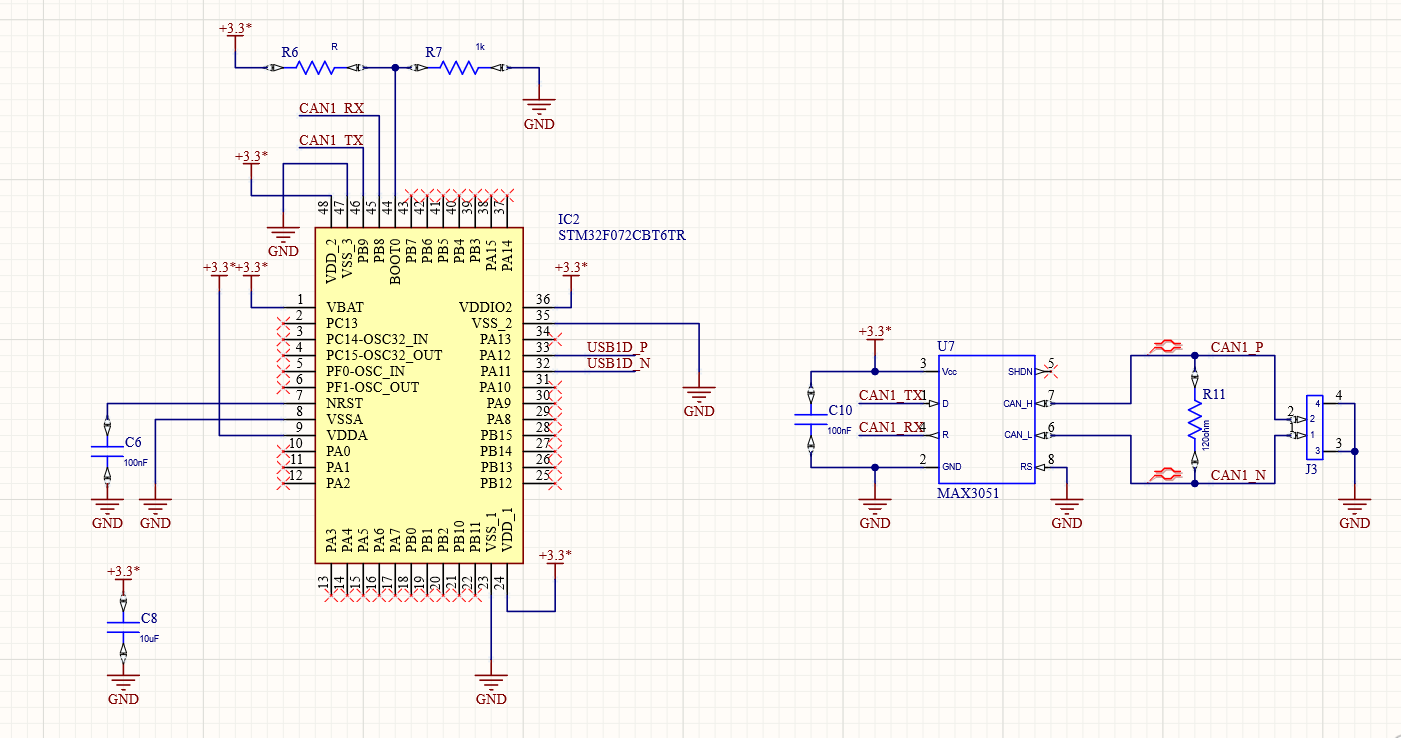 +3.3*
R6
R
R7
1k
GND
CAN1_RX
CAN1_TX
+3.3*
GND
48
47
46
45
44
43
42
41
40
39
38
37
IC2
STM32F072CBT6TR
VDD_2
VSS_3
PB9
PB8
BOOT0
PB7
PB6
PB5
PB4
PB3
PA15
PA14
+3.3*
+3.3*
+3.3*
1 VBAT
2 PC13
3 PC14-OSC32_IN
4 PC15-OSC32_OUT
5 PF0-OSC_IN
6 PF1-OSC_OUT
7 NRST
8 VSSA
9 VDDA
10 PA0
11 PA1
12 PA2
VDDIO2 36
VSS_2 35
PA13 34
PA12 33 USB1D_P
PA11 32 USB1D_N
PA10 31
PA9 30
PA8 29
PB15 28
PB14 27
PB13 26
PB12 25
GND
C6
100nF
GND
GND
PA3
PA4
PA5
PA6
PA7
PB0
PB1
PB2
PB10
PB11
VSS_1
VDD_1
13
14
15
16
17
18
19
20
21
22
23
24
+3.3*
GND
+3.3*
C8
10uF
GND
+3.3*
U7
3 Vcc
SHDN 5
CAN1_TX
1
D
CAN_H 7
C10
100nF
CAN1_RX
4
R
CAN_L 6
2 GND
RS 8
MAX3051
GND
GND
CAN1_P
R11
120ohm
CAN1_N
2
1
4
2
1
3
4
3
J3
GND